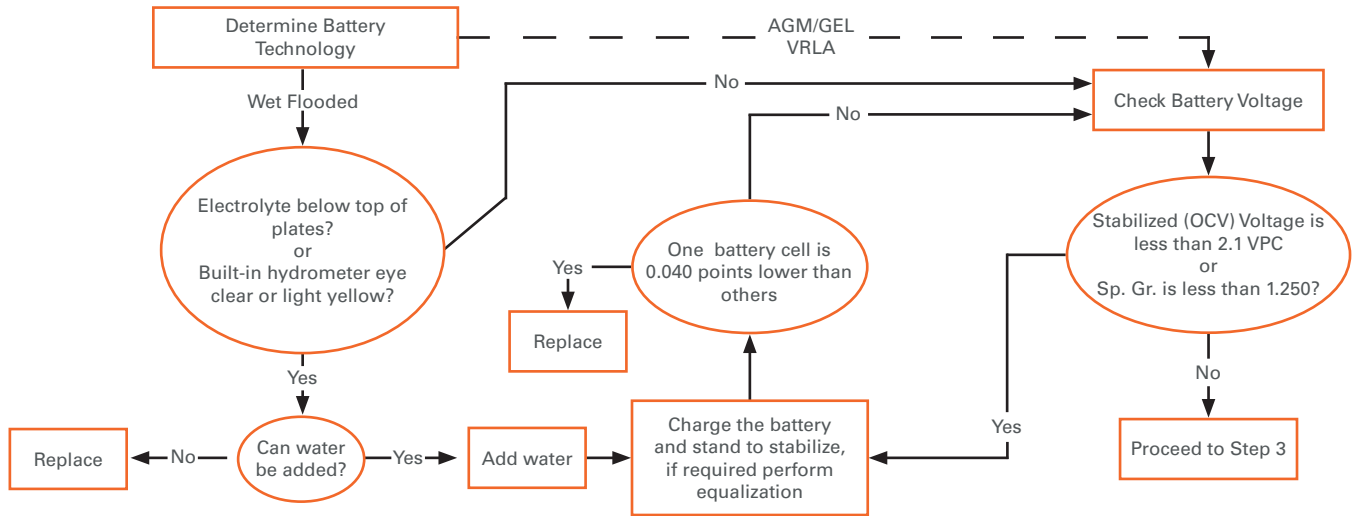 Determine Battery
Technology
AGM/GEL
VRLA
Wet Flooded
No
Check Battery Voltage
No
Electrolyte below top of
plates?
or
Built-in hydrometer eye
clear or light yellow?
One battery cell is
0.040 points lower than
others
Yes
Replace
Stabilized (OCV) Voltage is
less than 2.1 VPC
or
Sp. Gr. is less than 1.250?
Yes
No
Yes
Replace
No
Can water
be added?
Yes
Add water
Charge the battery
and stand to stabilize,
if required perform
equalization
Proceed to Step 3